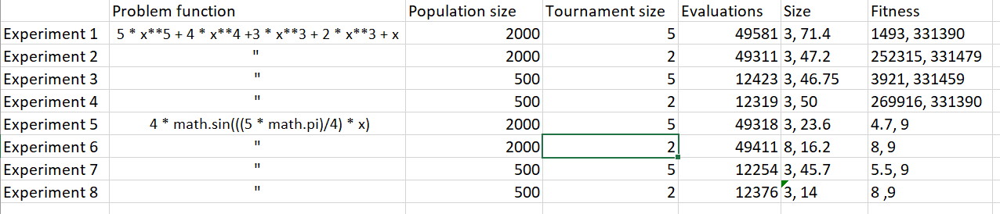 Problem function Population size Tournament size Evaluations Size Fitness
Experiment 1 5 * x**5 + 4 * x**4 +3 * x**3 + 2 * x**3 + x 2000 5 49581 3, 71.4 1493, 331390
Experiment 2 " 2000 2 49311 3, 47.2 252315, 331479
Experiment 3 " 500 5 12423 3, 46.75 3921, 331459
Experiment 4 " 500 2 12319 3, 50 269916, 331390
Experiment 5 4 * math.sin(((5 * math.pi)/4) * x) 2000 5 49318 3, 23.6 4.7, 9
Experiment 6 " 2000 2 49411 8, 16.2 8, 9
Experiment 7 " 500 5 12254 3, 45.7 5.5, 9
Experiment 8 " 500 2 12376 3, 14 8 ,9